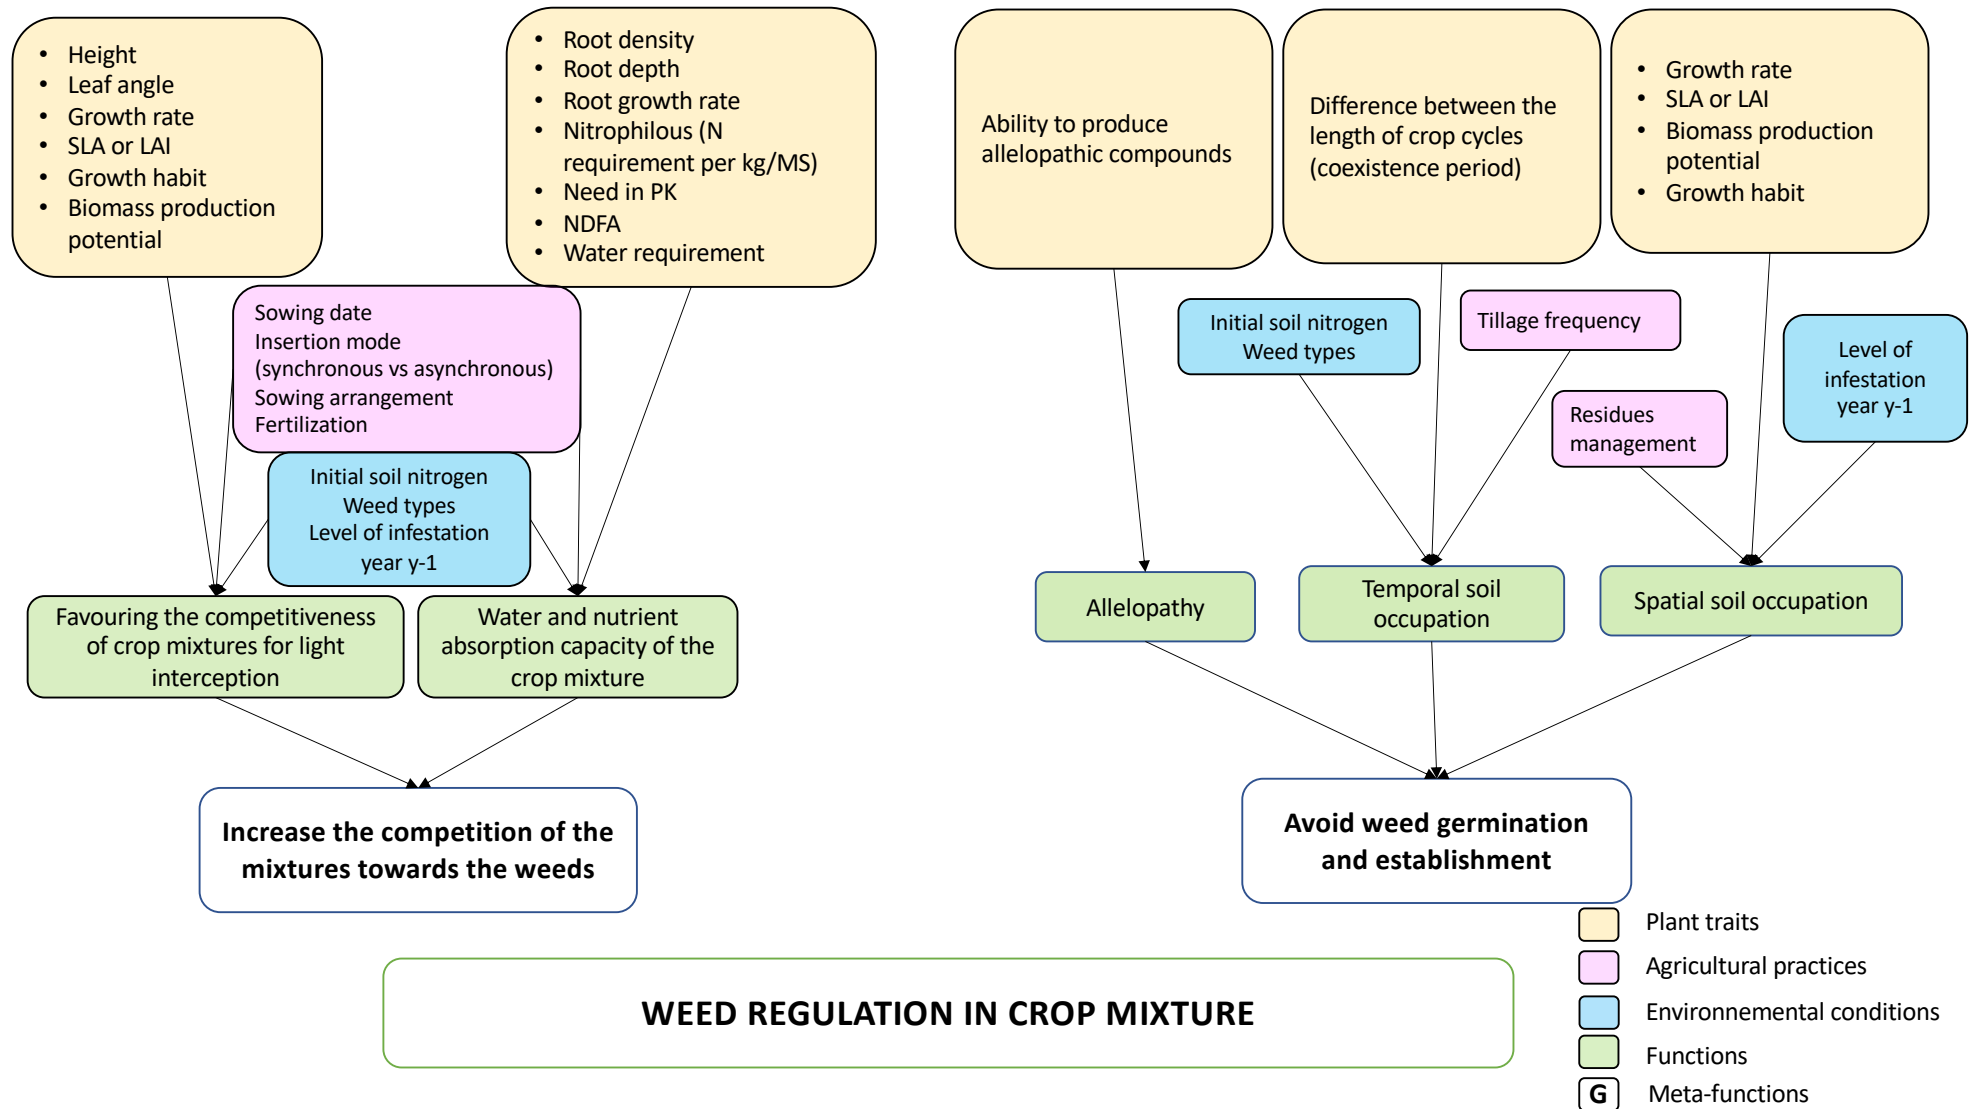 • Height
• Leaf angle
• Growth rate
• SLA or LAI
• Growth habit
• Biomass production
potential
• Root density
• Root depth
• Root growth rate
• Nitrophilous (N
requirement per kg/MS)
• Need in PK
• NDFA
• Water requirement
Ability to produce
allelopathic compounds
Difference between the
length of crop cycles
(coexistence period)
• Growth rate
• SLA or LAI
• Biomass production
potential
• Growth habit
Sowing date
Insertion mode
(synchronous vs asynchronous)
Sowing arrangement
Fertilization
Initial soil nitrogen
Weed types
Level of infestation
year y-1
Initial soil nitrogen
Weed types
Tillage frequency
Residues
management
Level of
infestation
year y-1
Favouring the competitiveness
of crop mixtures for light
interception
Water and nutrient
absorption capacity of the
crop mixture
Allelopathy
Temporal soil
occupation
Spatial soil occupation
Increase the competition of the
mixtures towards the weeds
Avoid weed germination
and establishment
WEED REGULATION IN CROP MIXTURE
Plant traits
Agricultural practices
Environnemental conditions
Functions
G Meta-functions